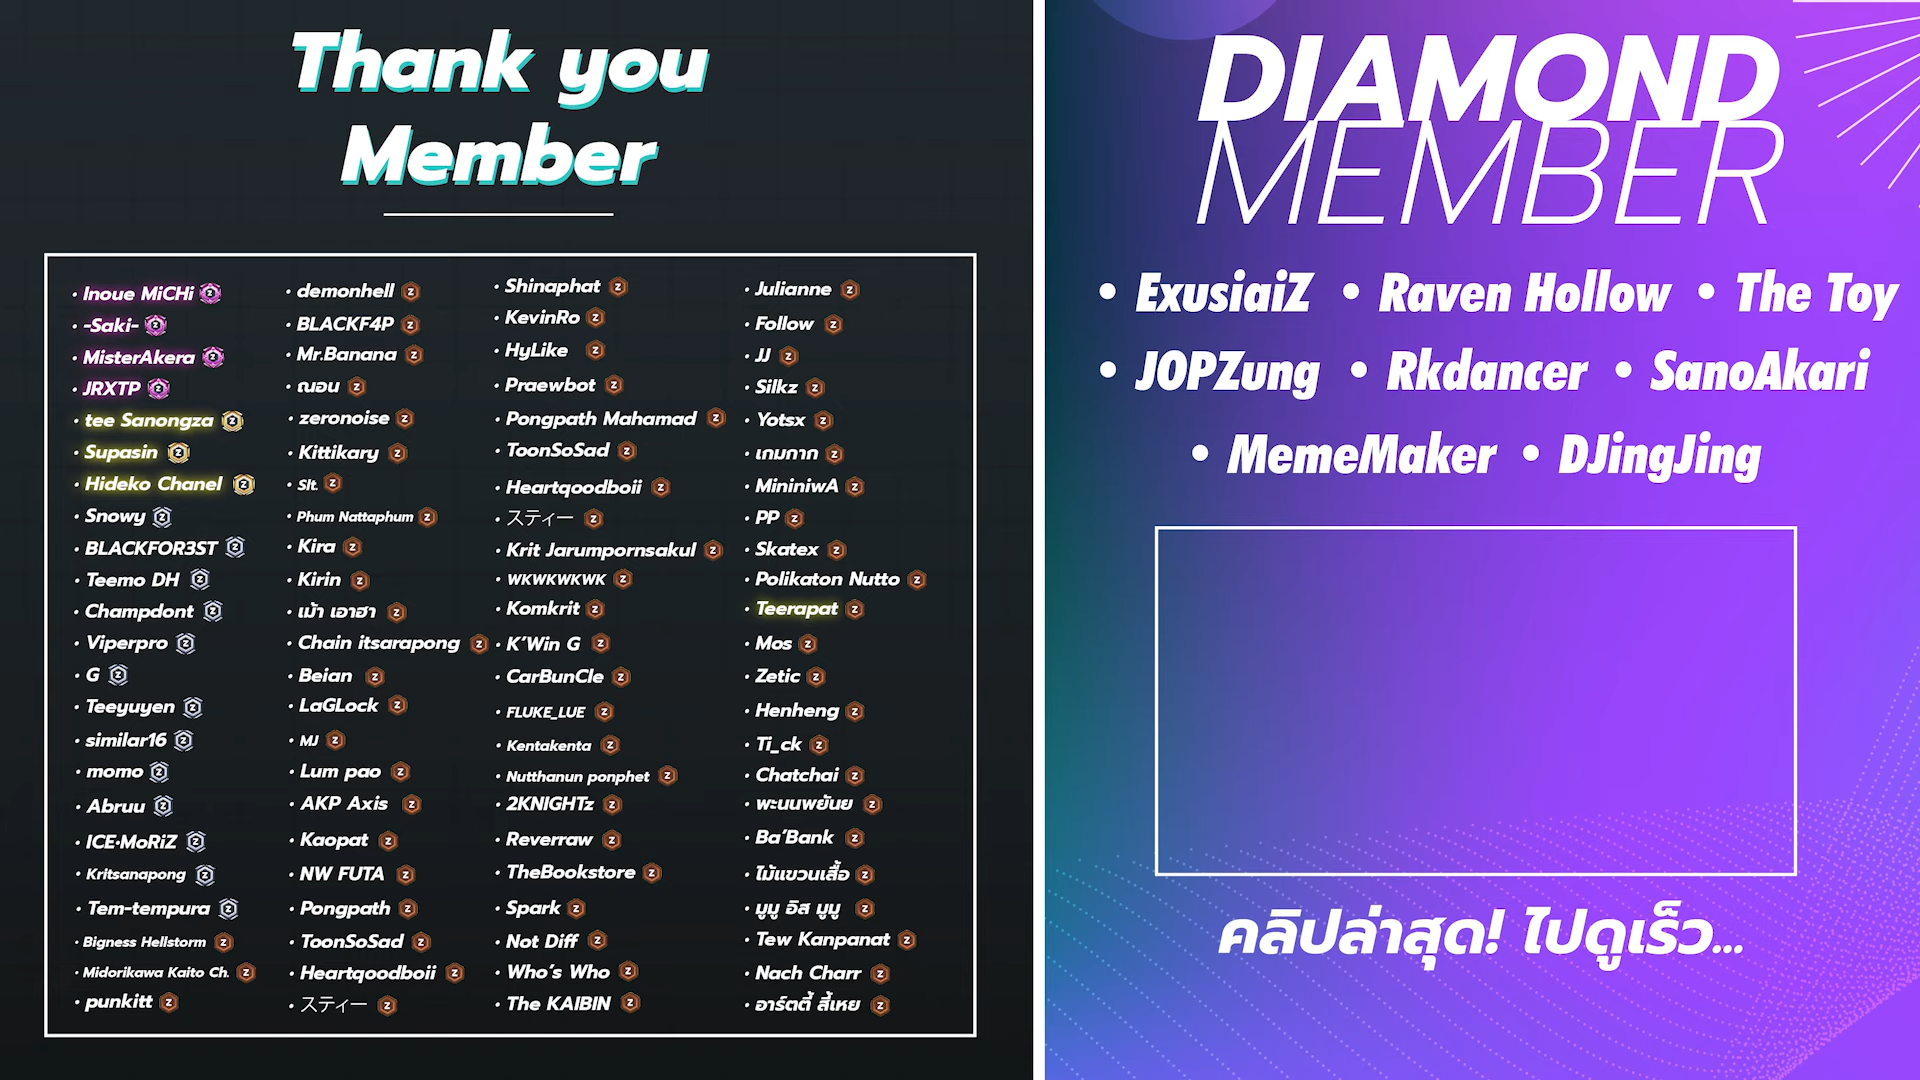 Thank you
Member
• Inoue MiCHi
• -Saki-
• MisterAkera
• JRXTP
• tee Sanongza
• Supasin
• Hideko Chanel
• Snowy
• BLACKFOR3ST
• Teemo DH
• Champdont
• Viperpro
• G
• Teeyuyen
• similar16
• momo
• Abruu
• ICE•MoRiZ
• Kritsanapong
• Tem-tempura
• Bigness Hellstorm
• Midorikawa Kaito Ch.
• punkitt
• demonhell
• BLACKF4P
• Mr.Banana
• ณอน
• zeronoise
• Kittikary
• Slt.
• Phum Nattaphum
• Kira
• Kirin
• เม้า เอาฮา
• Chain itsarapong
• Beian
• LaGLock
• MJ
• Lum pao
• AKP Axis
• Kaopat
• NW FUTA
• Pongpath
• ToonSoSad
• Heartqoodboii
• スティー
• Shinaphat
• KevinRo
• HyLike
• Praewbot
• Pongpath Mahamad
• ToonSoSad
• Heartqoodboii
• スティー
• Krit Jarumpornsakul
• WKWKWKWK
• Komkrit
• K'Win G
• CarBunCle
• FLUKE_LUE
• Kentakenta
• Nutthanun ponphet
• 2KNIGHTz
• Reverraw
• TheBookstore
• Spark
• Not Diff
• Who's Who
• The KAIBIN
• Julianne
• Follow
• JJ
• Silkz
• Yotsx
• เกมกาก
• MininiwA
• PP
• Skatex
• Polikaton Nutto
• Teerapat
• Mos
• Zetic
• Henheng
• Ti_ck
• Chatchai
• พะนนพยันย
• Ba'Bank
• ไม้แขวนเสื้อ
• มูมู อิส มูมู
• Tew Kanpanat
• Nach Charr
• อาร์ตตี้ สี้เหย
DIAMOND
MEMBER
• ExusiaiZ • Raven Hollow • The Toy
• JOPZung • Rkdancer • SanoAkari
• MemeMaker • DJingJing
คลิปล่าสุด! ไปดูเร็ว...